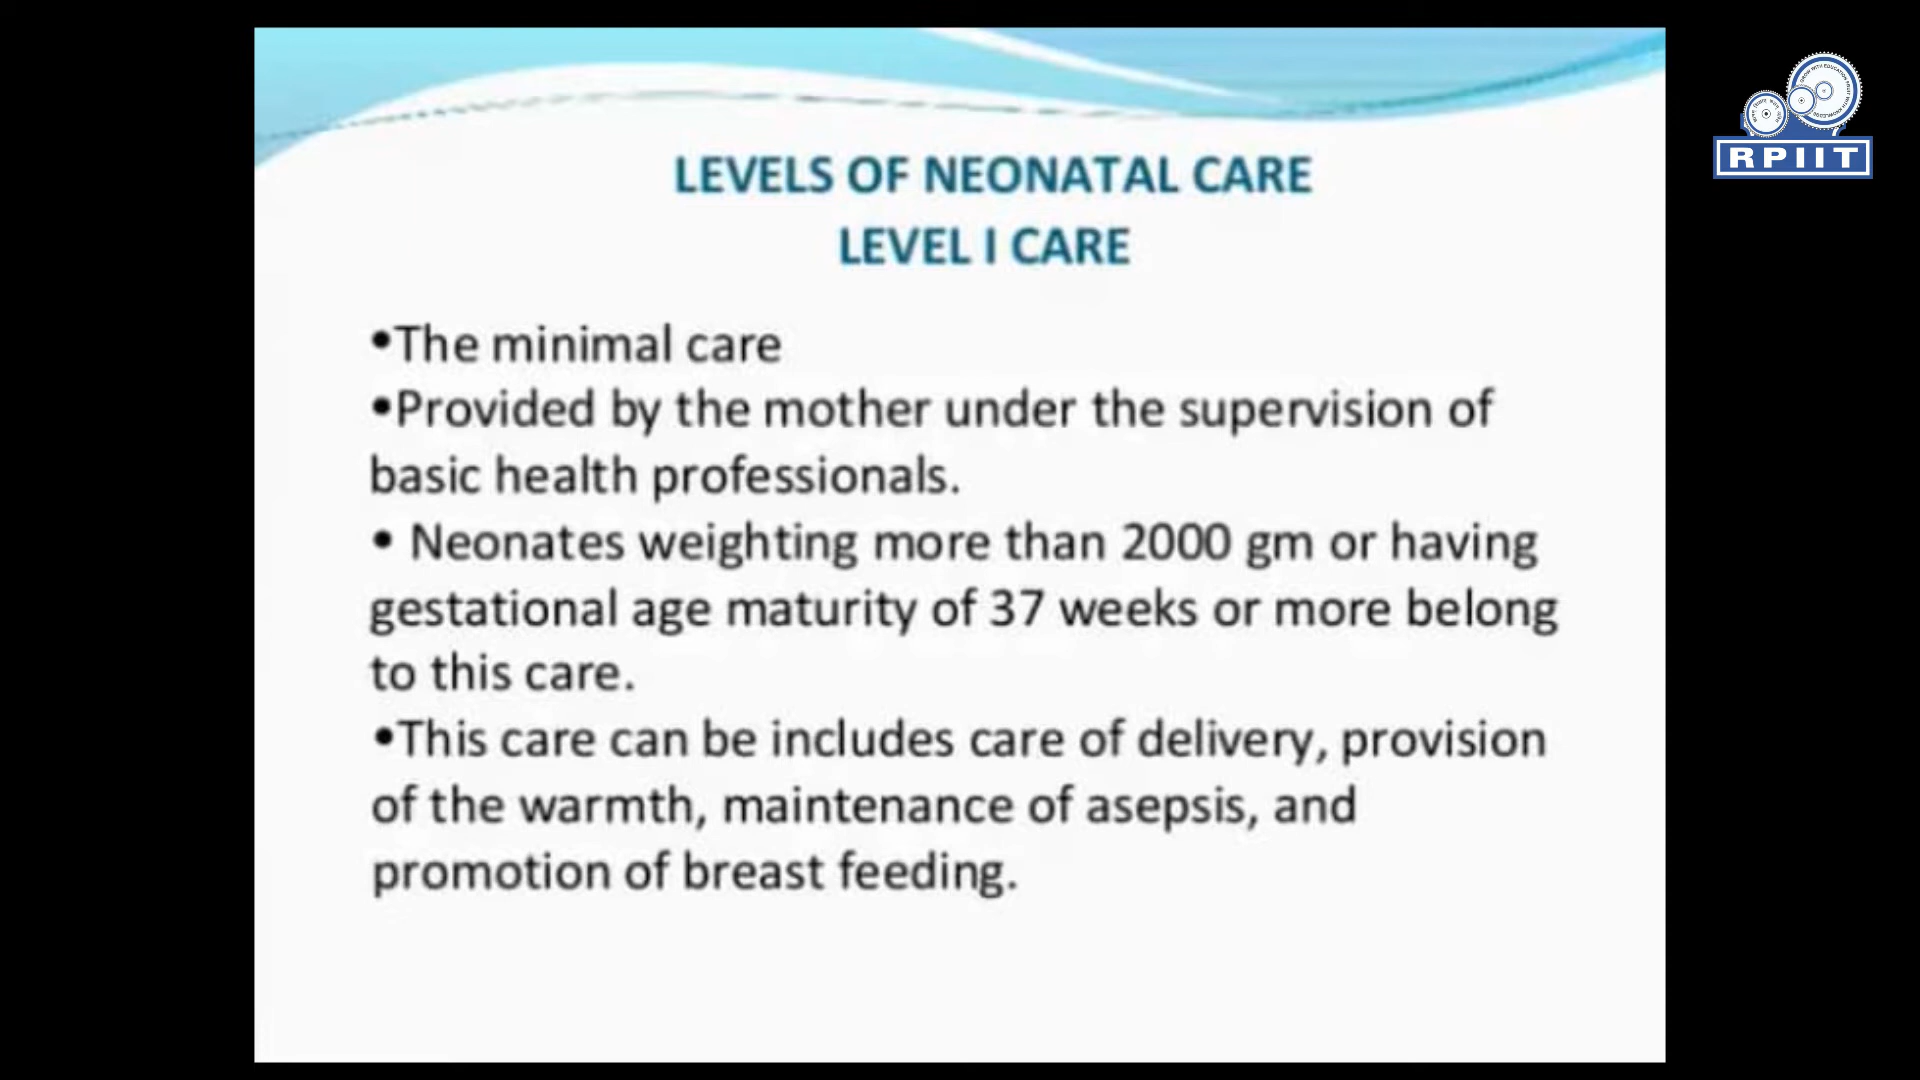 LEVELS OF NEONATAL CARE
LEVEL I CARE
•The minimal care
•Provided by the mother under the supervision of
basic health professionals.
• Neonates weighting more than 2000 gm or having
gestational age maturity of 37 weeks or more belong
to this care.
•This care can be includes care of delivery, provision
of the warmth, maintenance of asepsis, and
promotion of breast feeding.
RPIIT